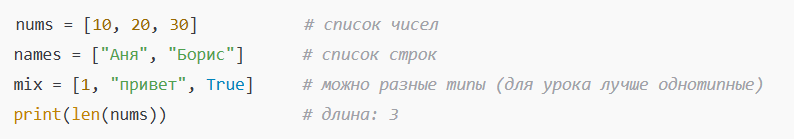 nums = [10, 20, 30]          # список чисел
names = ["Аня", "Борис"]     # список строк
mix = [1, "привет", True]    # можно разные типы (для урока лучше однотипные)
print(len(nums))             # длина: 3